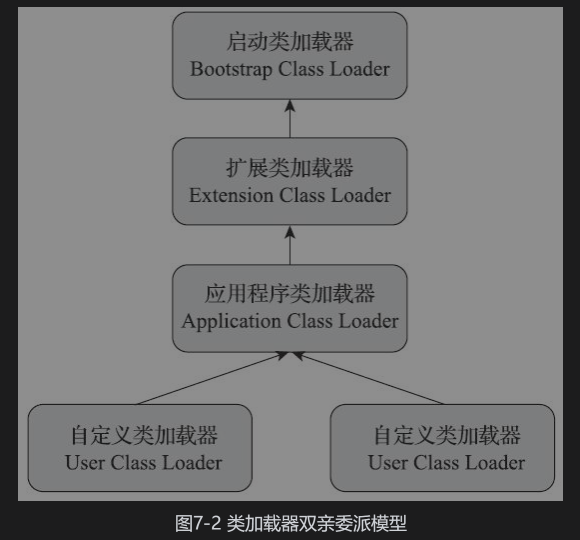 启动类加载器
Bootstrap Class Loader
扩展类加载器
Extension Class Loader
应用程序类加载器
Application Class Loader
自定义类加载器
User Class Loader
自定义类加载器
User Class Loader
图7-2 类加载器双亲委派模型